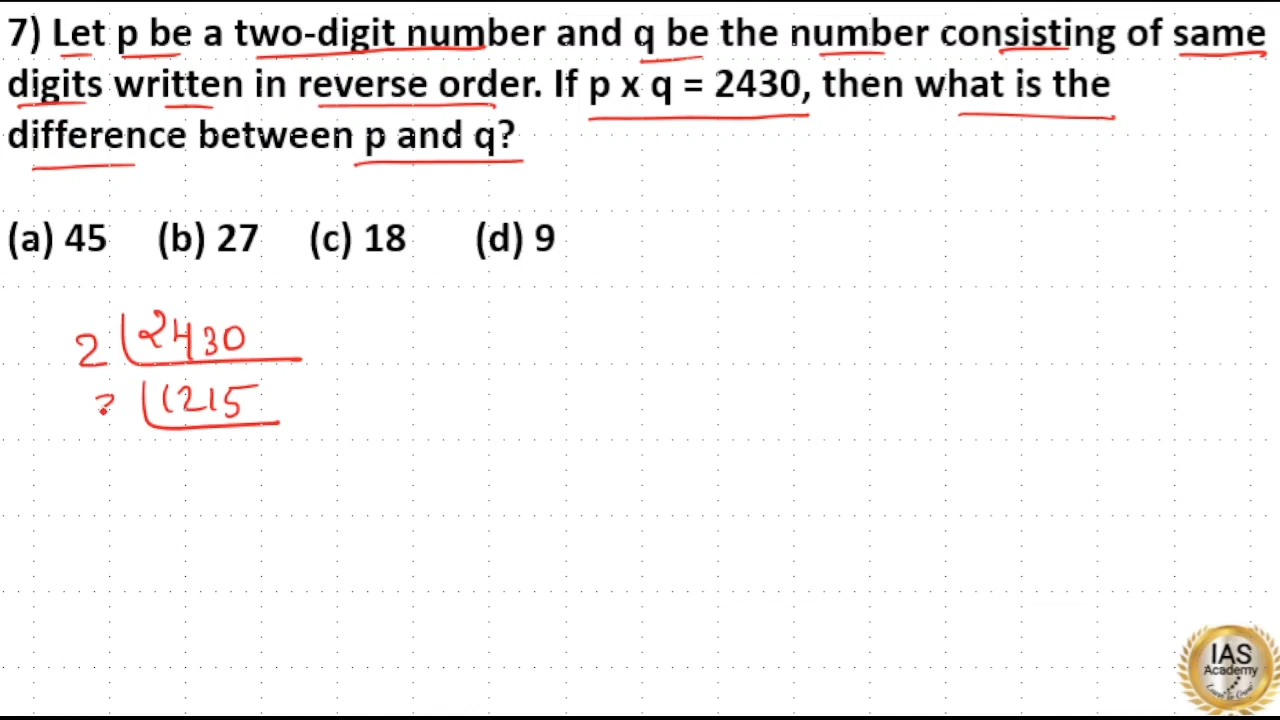 7) Let p be a two-digit number and q be the number consisting of same
digits written in reverse order. If p x q = 2430, then what is the
difference between p and q?
(a) 45 (b) 27 (c) 18 (d) 9
2 2430
1215
IAS
Academy